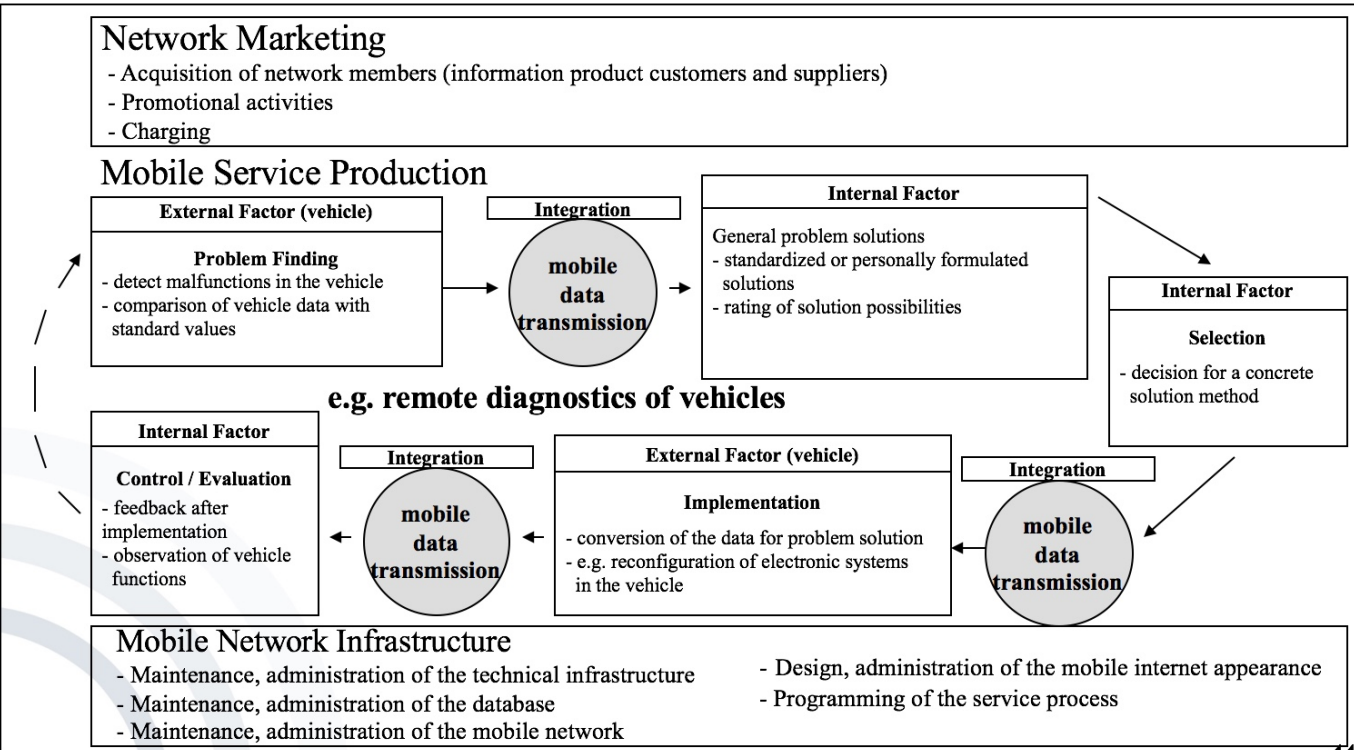 Network Marketing
- Acquisition of network members (information product customers and suppliers)
- Promotional activities
- Charging
Mobile Service Production
External Factor (vehicle)
Problem Finding
- detect malfunctions in the vehicle
- comparison of vehicle data with
standard values
Integration
mobile
data
transmission
Internal Factor
General problem solutions
- standardized or personally formulated
solutions
- rating of solution possibilities
Internal Factor
Selection
- decision for a concrete
solution method
e.g. remote diagnostics of vehicles
Internal Factor
Control / Evaluation
- feedback after
implementation
- observation of vehicle
functions
Integration
mobile
data
transmission
External Factor (vehicle)
Implementation
- conversion of the data for problem solution
- e.g. reconfiguration of electronic systems
in the vehicle
Integration
mobile
data
transmission
Mobile Network Infrastructure
- Maintenance, administration of the technical infrastructure
- Maintenance, administration of the database
- Maintenance, administration of the mobile network
- Design, administration of the mobile internet appearance
- Programming of the service process